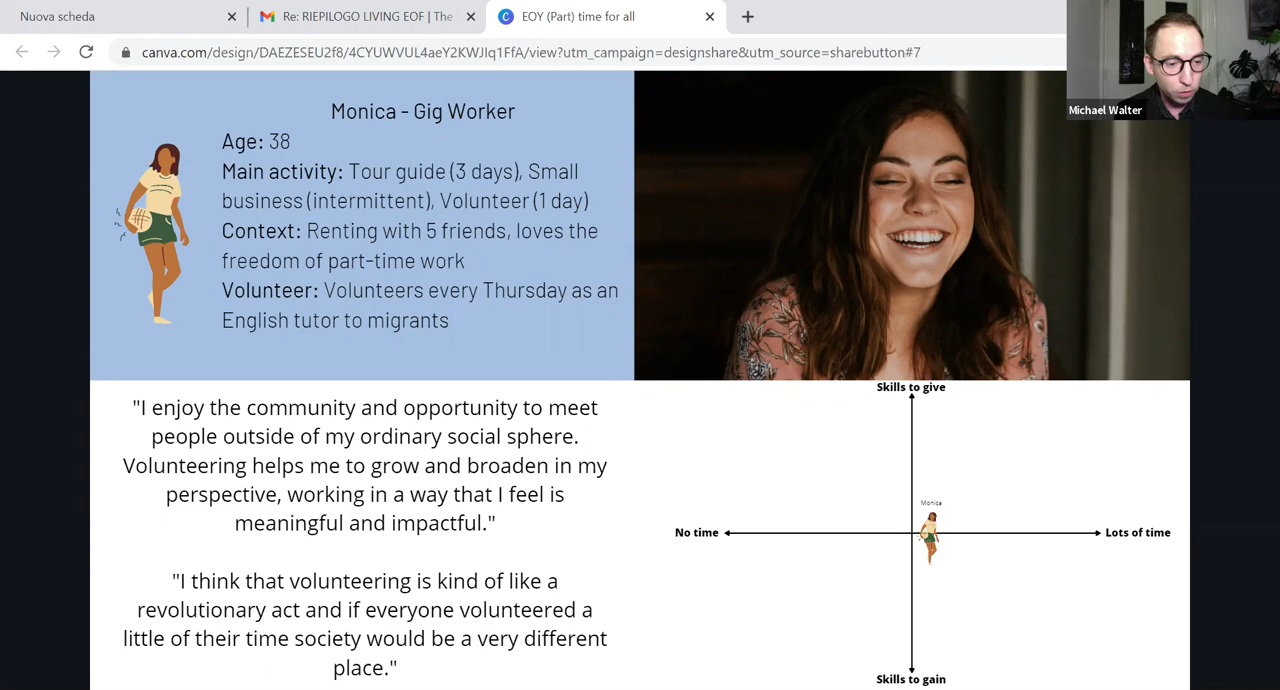 Nuova scheda
Re: RIEPILOGO LIVING EOF | The
EOY (Part) time for all
canva.com/design/DAEZESEU2f8/4CYUWVUL4aeY2KWJIq1FfA/view?utm_campaign=designshare&utm_source=sharebutton#7
Michael Walter
Monica - Gig Worker
Age: 38
Main activity: Tour guide (3 days), Small
business (intermittent), Volunteer (1 day)
Context: Renting with 5 friends, loves the
freedom of part-time work
Volunteer: Volunteers every Thursday as an
English tutor to migrants
"I enjoy the community and opportunity to meet
people outside of my ordinary social sphere.
Volunteering helps me to grow and broaden in my
perspective, working in a way that I feel is
meaningful and impactful."
"I think that volunteering is kind of like a
revolutionary act and if everyone volunteered a
little of their time society would be a very different
place."
Skills to give
Monica
No time
Lots of time
Skills to gain